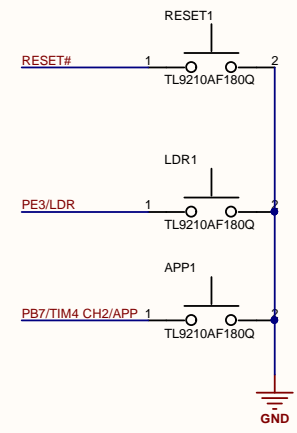 RESET1
RESET# 1 2
TL9210AF180Q
LDR1
PE3/LDR 1 2
TL9210AF180Q
APP1
PB7/TIM4 CH2/APP 1 2
TL9210AF180Q
GND